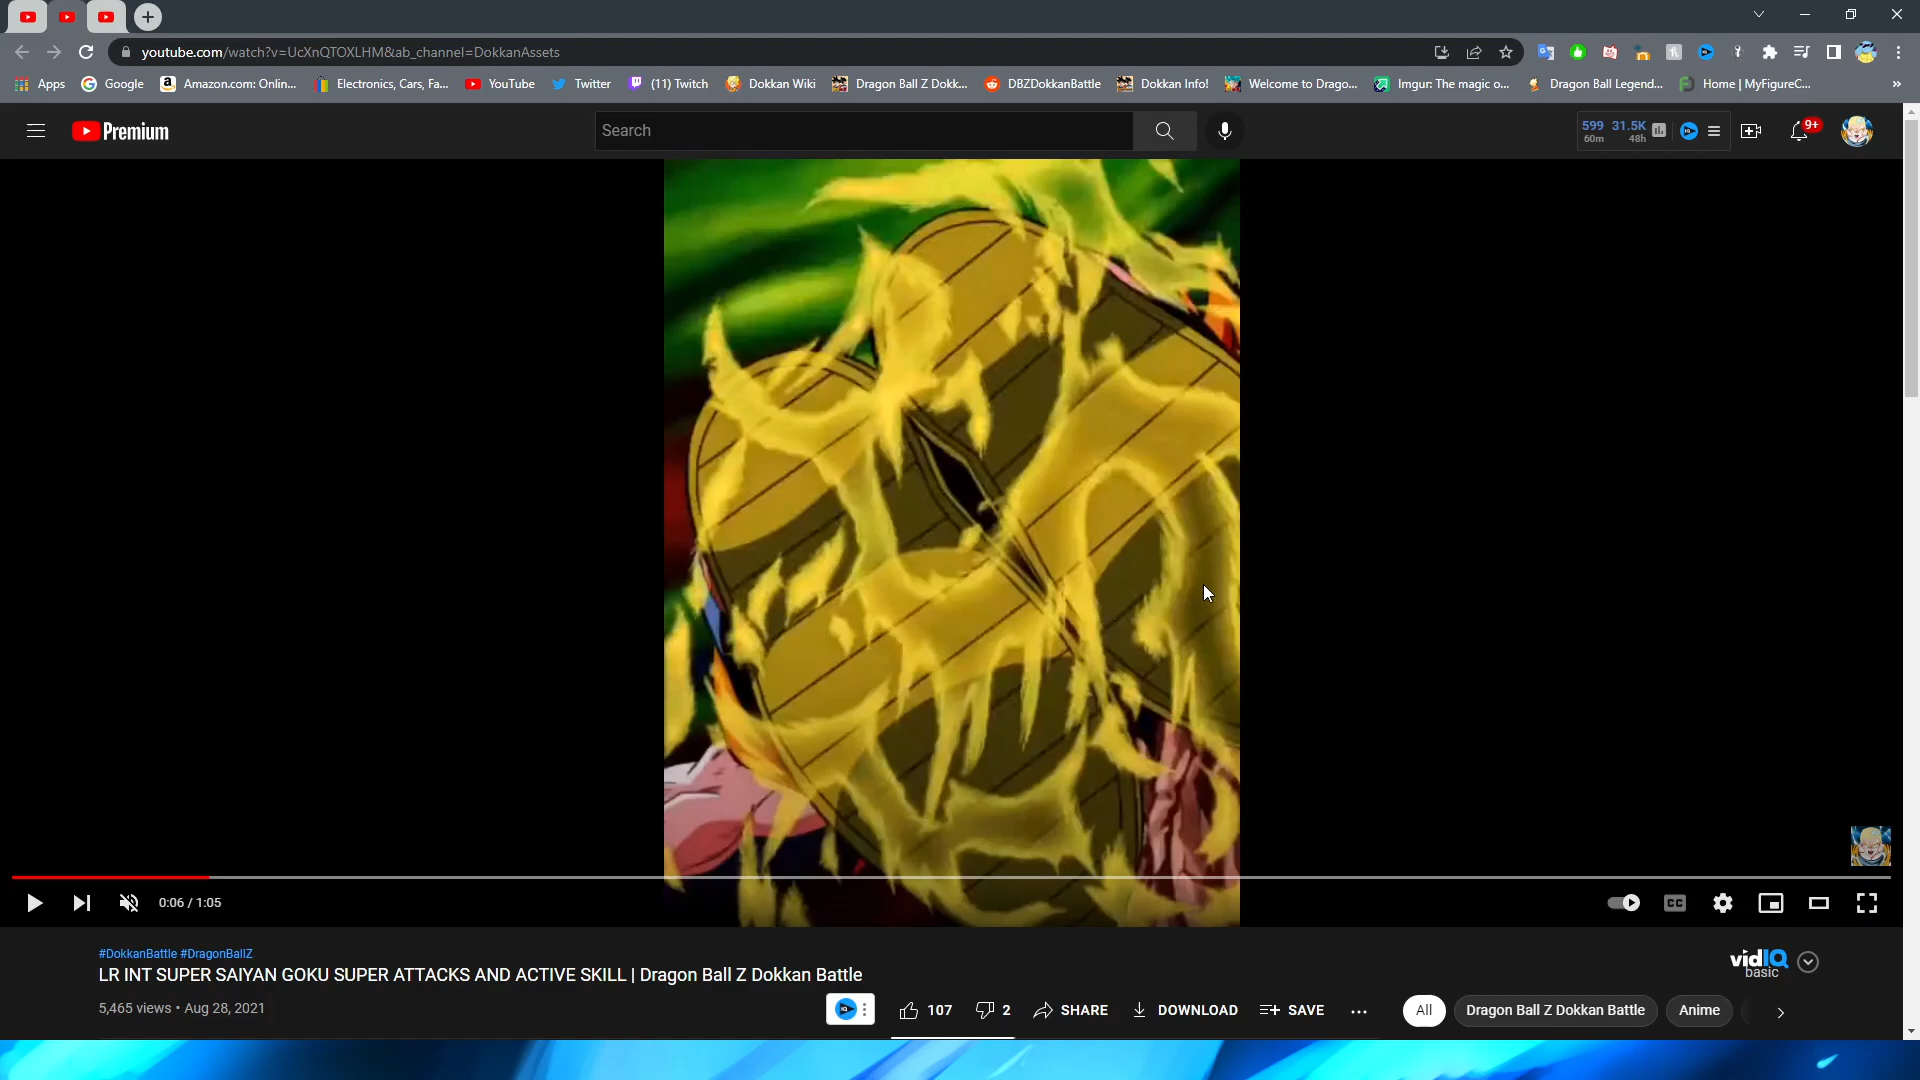 youtube.com/watch?v=UcXnQTOXLHM&ab_channel=DokkanAssets
Apps Google Amazon.com: Onlin... Electronics, Cars, Fa... YouTube Twitter (11) Twitch Dokkan Wiki Dragon Ball Z Dokk... DBZDokkanBattle Dokkan Info! Welcome to Drago... Imgur: The magic o... Dragon Ball Legend... Home | MyFigureC... »
Premium Search 599 60m 31.5K 48h 9+
CC
0:06 / 1:05
#DokkanBattle #DragonBallZ
LR INT SUPER SAIYAN GOKU SUPER ATTACKS AND ACTIVE SKILL | Dragon Ball Z Dokkan Battle
vidIQ
basic
5,465 views • Aug 28, 2021
107 2 SHARE DOWNLOAD SAVE ... All Dragon Ball Z Dokkan Battle Anime